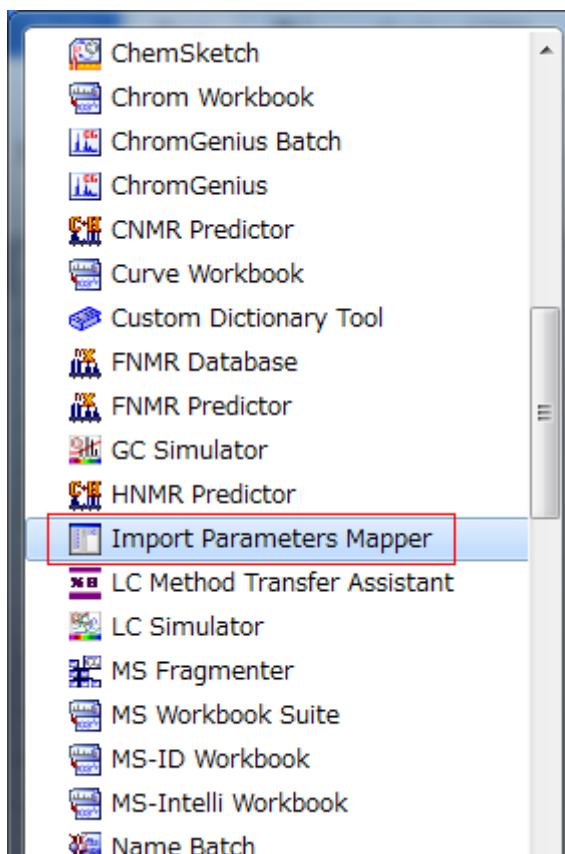 ChemSketch
Chrom Workbook
ChromGenius Batch
ChromGenius
CNMR Predictor
Curve Workbook
Custom Dictionary Tool
FNMR Database
FNMR Predictor
GC Simulator
HNMR Predictor
Import Parameters Mapper
LC Method Transfer Assistant
LC Simulator
MS Fragmenter
MS Workbook Suite
MS-ID Workbook
MS-Intelli Workbook
Name Batch